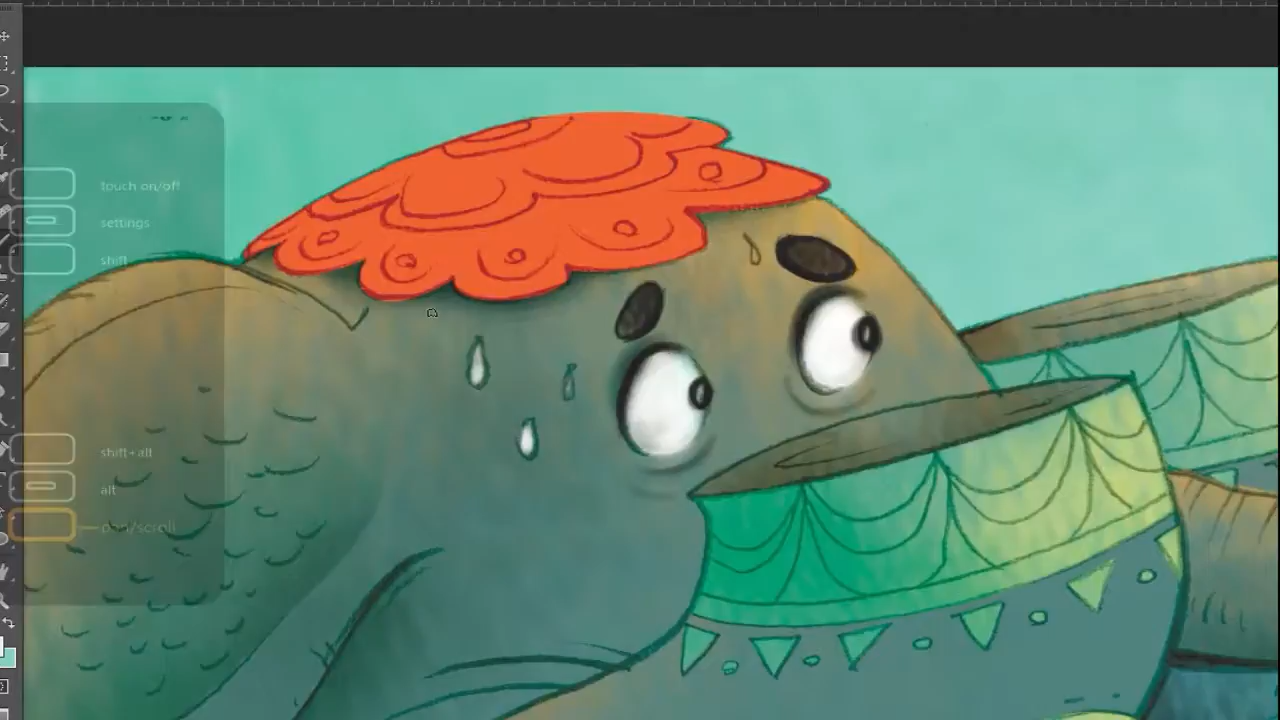 touch on/off
settings
shift
shift+alt
alt
pan/scroll